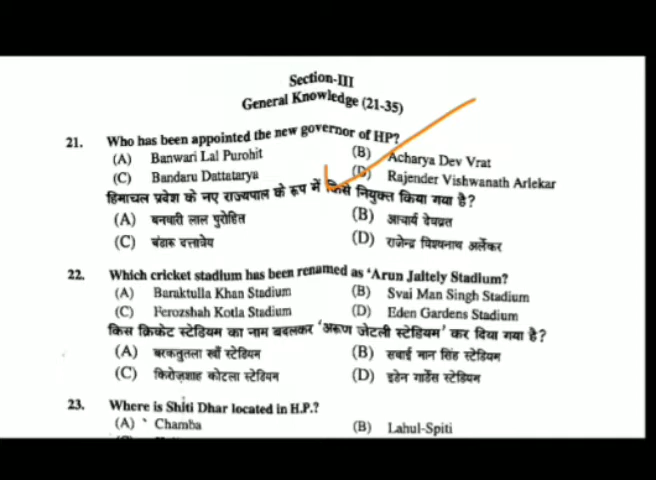 Section-III
General Knowledge (21-35)
21. Who has been appointed the new governor of HP?
(A) Banwari Lal Purohit (B) Acharya Dev Vrat
(C) Bandaru Dattatarya (D) Rajender Vishwanath Arlekar
हिमाचल प्रदेश के नए राज्यपाल के रूप में किसे नियुक्त किया गया है?
(A) बनवारी लाल पुरोहित (B) आचार्य देवव्रत
(C) बंडारू दत्तात्रेय (D) राजेन्द्र विश्वनाथ अर्लेकर
22. Which cricket stadium has been renamed as 'Arun Jaitely Stadium?
(A) Baraktulla Khan Stadium (B) Svai Man Singh Stadium
(C) Ferozshah Kotla Stadium (D) Eden Gardens Stadium
किस क्रिकेट स्टेडियम का नाम बदलकर 'अरूण जेटली स्टेडियम' कर दिया गया है?
(A) बरकतुतला खाँ स्टेडियम (B) सवाई मान सिंह स्टेडियम
(C) फिरोज़शाह कोटला स्टेडियम (D) इडेन गार्डेंस स्टेडियम
23. Where is Shiti Dhar located in H.P.?
(A) Chamba (B) Lahul-Spiti